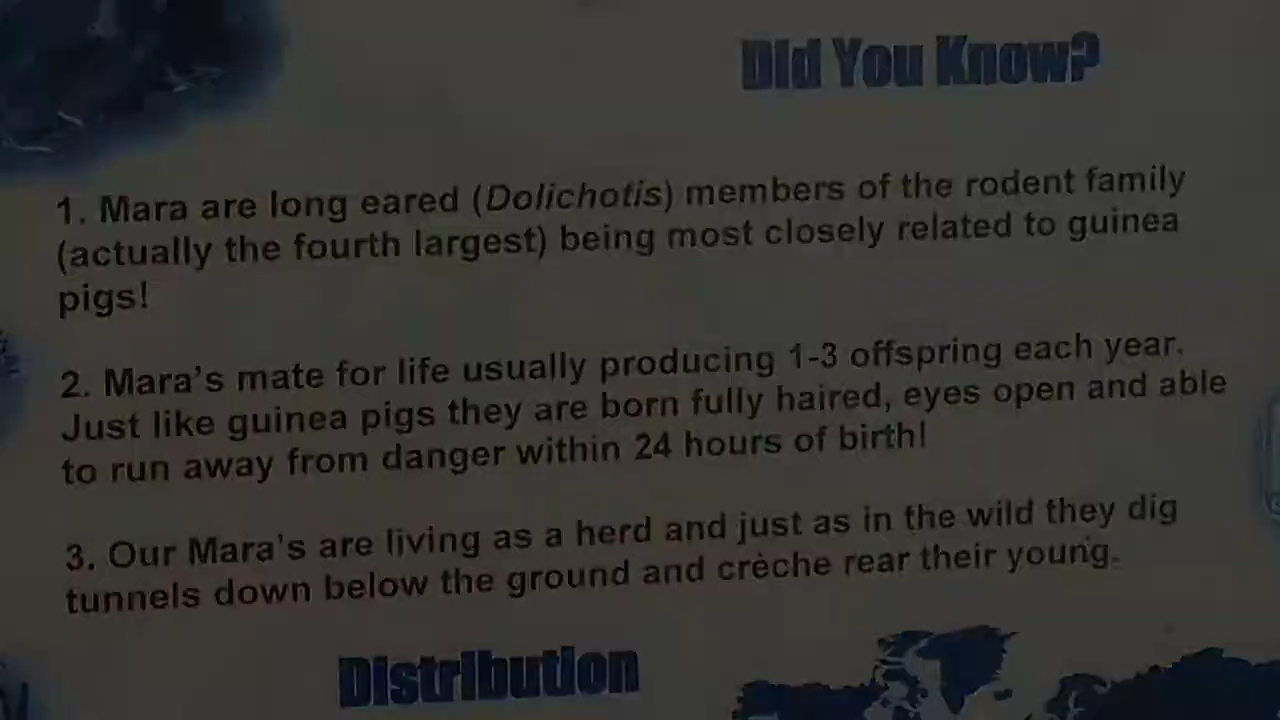 Did You Know?
1. Mara are long eared (Dolichotis) members of the rodent family
(actually the fourth largest) being most closely related to guinea
pigs!
2. Mara's mate for life usually producing 1-3 offspring each year.
Just like guinea pigs they are born fully haired, eyes open and able
to run away from danger within 24 hours of birth!
3. Our Mara's are living as a herd and just as in the wild they dig
tunnels down below the ground and crèche rear their young.
Distribution